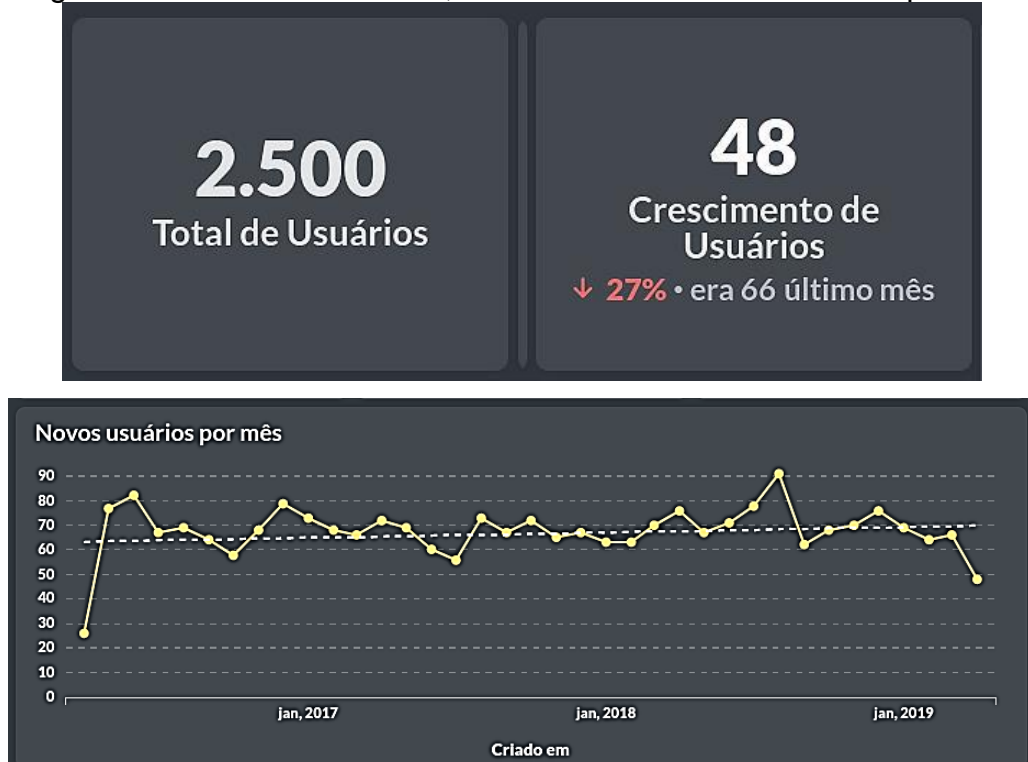 2.500
Total de Usuários
48
Crescimento de
Usuários
↓ 27% • era 66 último mês
Novos usuários por mês
90
80
70
60
50
40
30
20
10
0
jan, 2017
jan, 2018
jan, 2019
Criado em